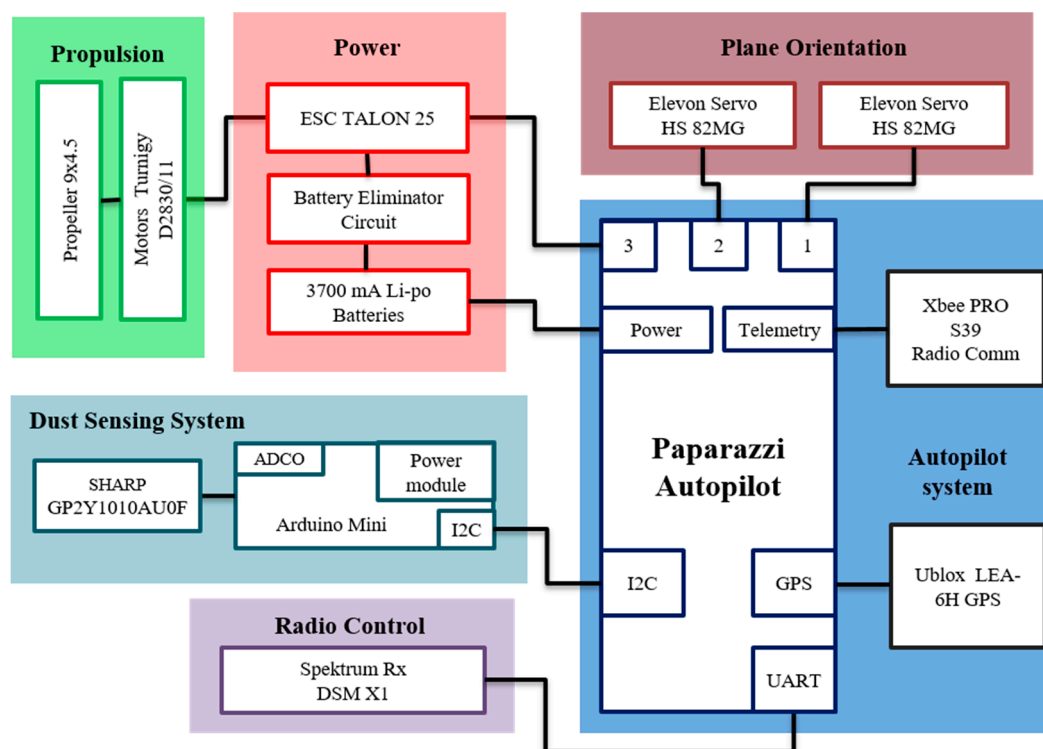 Propulsion
Propeller 9x4.5
Motors Turnigy
D2830/11
Power
ESC TALON 25
Battery Eliminator
Circuit
3700 mA Li-po
Batteries
Plane Orientation
Elevon Servo
HS 82MG
Elevon Servo
HS 82MG
3
2
1
Power
Telemetry
Xbee PRO
S39
Radio Comm
Paparazzi
Autopilot
Autopilot
system
I2C
GPS
Ublox LEA-
6H GPS
UART
Dust Sensing System
SHARP
GP2Y1010AU0F
ADCO
Power
module
Arduino Mini
I2C
Radio Control
Spektrum Rx
DSM X1